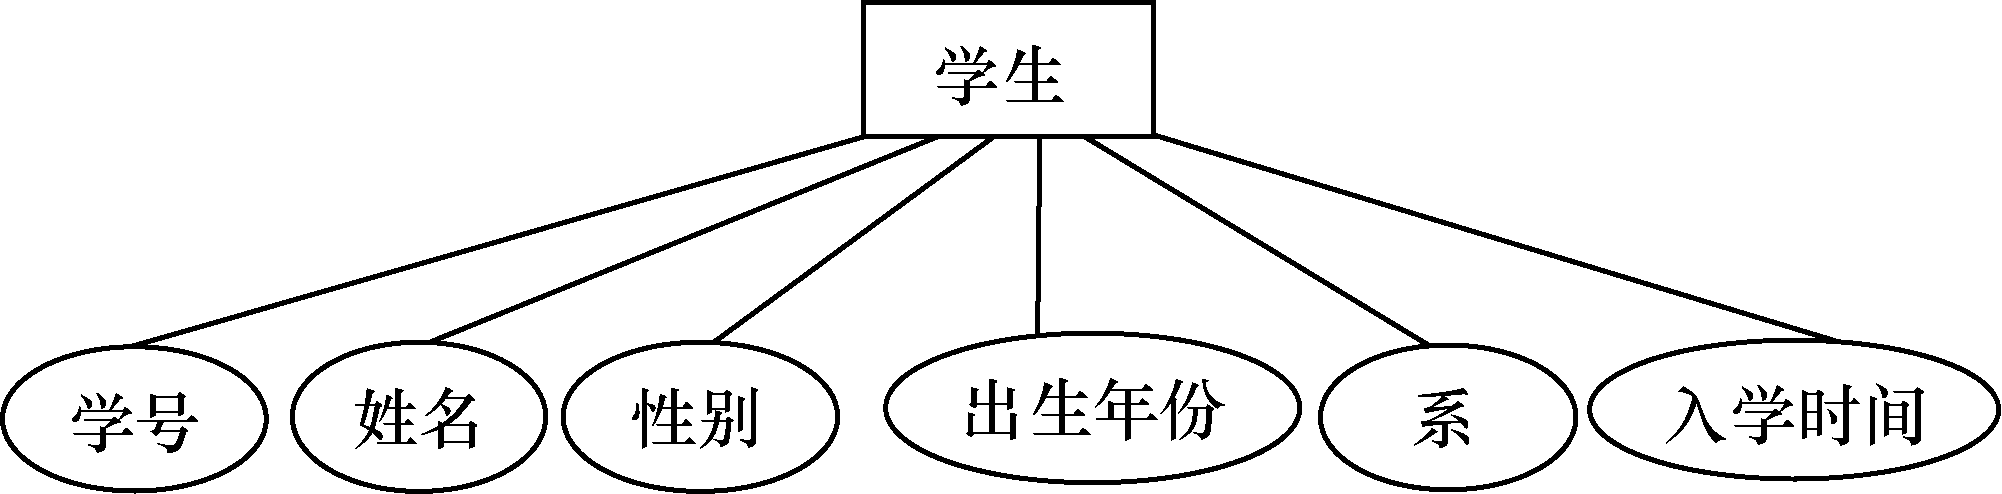 学生
学号
姓名
性别
出生年份
系
入学时间